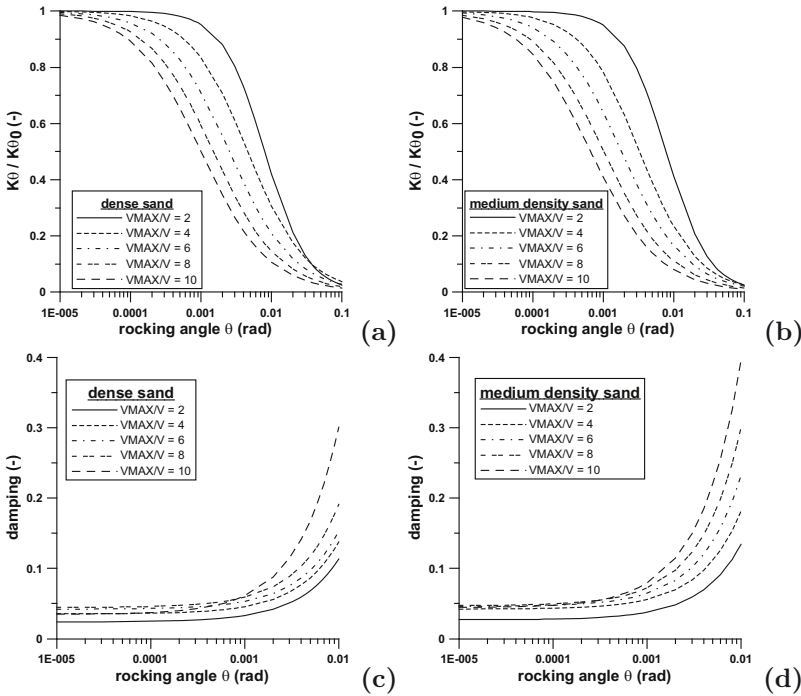 1
0.8
0.6
0.4
0.2
0
Kθ / Kθ0 (-)
dense sand
VMAX/V = 2
VMAX/V = 4
VMAX/V = 6
VMAX/V = 8
VMAX/V = 10
1E-005 0.0001 0.001 0.01 0.1
rocking angle θ (rad)
(a)
1
0.8
0.6
0.4
0.2
0
Kθ / Kθ0 (-)
medium density sand
VMAX/V = 2
VMAX/V = 4
VMAX/V = 6
VMAX/V = 8
VMAX/V = 10
1E-005 0.0001 0.001 0.01 0.1
rocking angle θ (rad)
(b)
0.4
0.3
0.2
0.1
0
damping (-)
dense sand
VMAX/V = 2
VMAX/V = 4
VMAX/V = 6
VMAX/V = 8
VMAX/V = 10
1E-005 0.0001 0.001 0.01
rocking angle θ (rad)
(c)
0.4
0.3
0.2
0.1
0
damping (-)
medium density sand
VMAX/V = 2
VMAX/V = 4
VMAX/V = 6
VMAX/V = 8
VMAX/V = 10
1E-005 0.0001 0.001 0.01
rocking angle θ (rad)
(d)